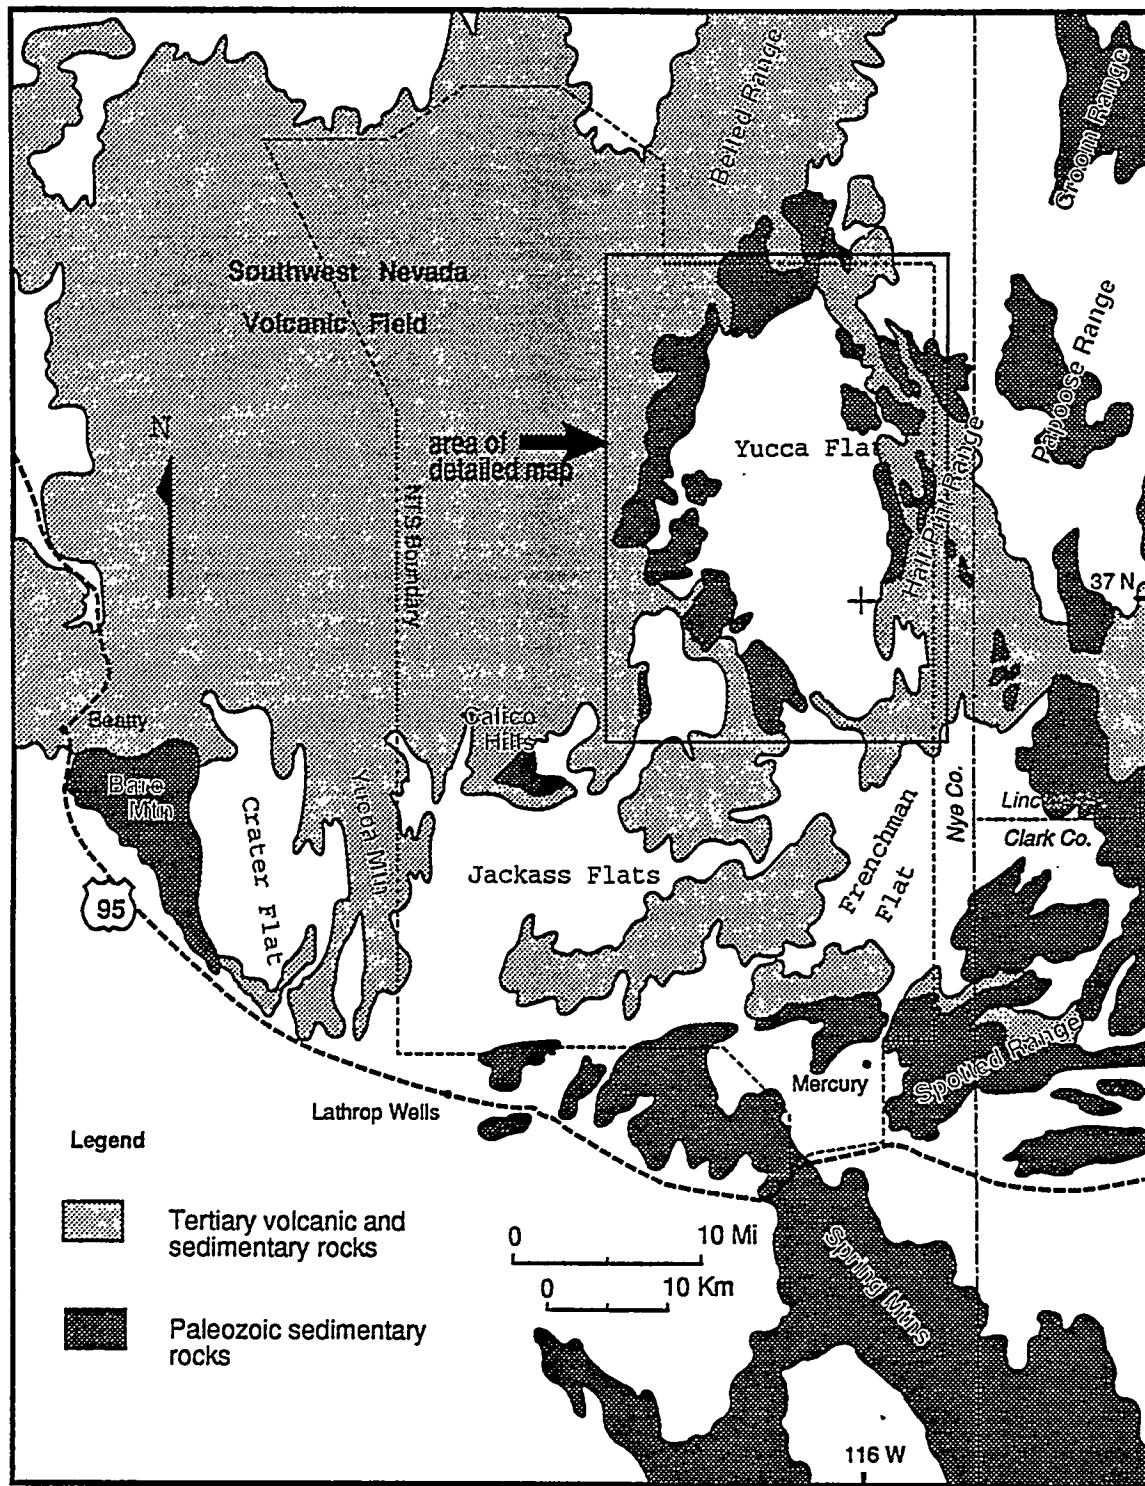 Belted Range
Groom Range
Southwest Nevada
Volcanic Field
Papoose Range
N
area of
detailed map
Yucca Flat
NTS Boundary
Halfpint Range
37 N
Beatty
Calico
Hills
Bare
Mtn
Yucca Mtn
Crater Flat
Nye Co.
Clark Co.
Frenchman
Flat
Jackass Flats
95
Mercury
Spotted Range
Lathrop Wells
Legend
Tertiary volcanic and
sedimentary rocks
0 10 Mi
0 10 Km
Spring Mtns
Paleozoic sedimentary
rocks
116 W